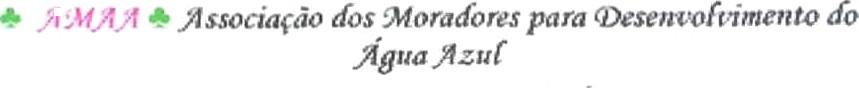 ♣ AMAA ♣ Associação dos Moradores para Desenvolvimento do
Água Azul